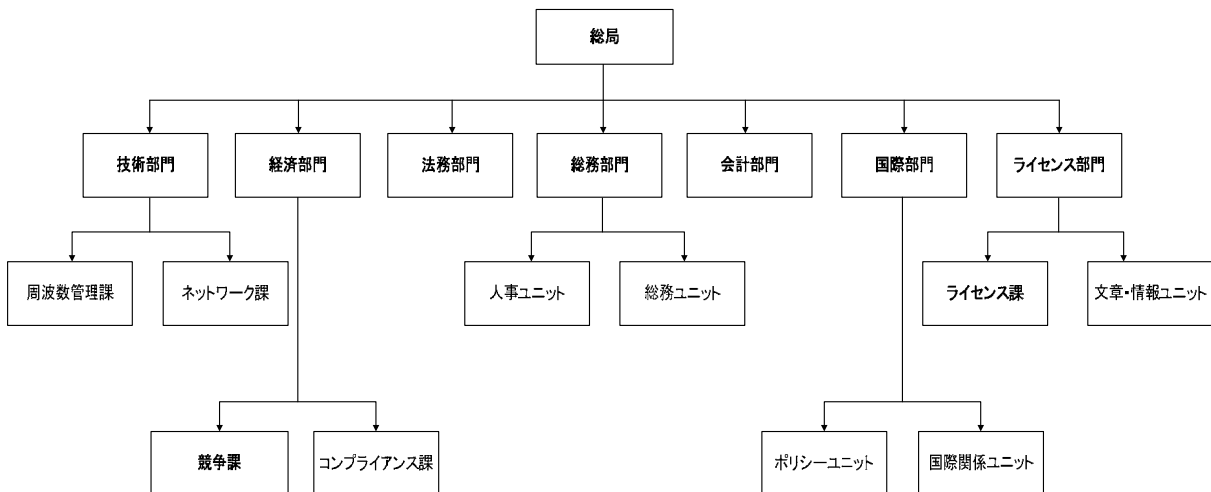 総局
技術部門
経済部門
法務部門
総務部門
会計部門
国際部門
ライセンス部門
周波数管理課
ネットワーク課
人事ユニット
総務ユニット
ライセンス課
文章・情報ユニット
競争課
コンプライアンス課
ポリシーユニット
国際関係ユニット